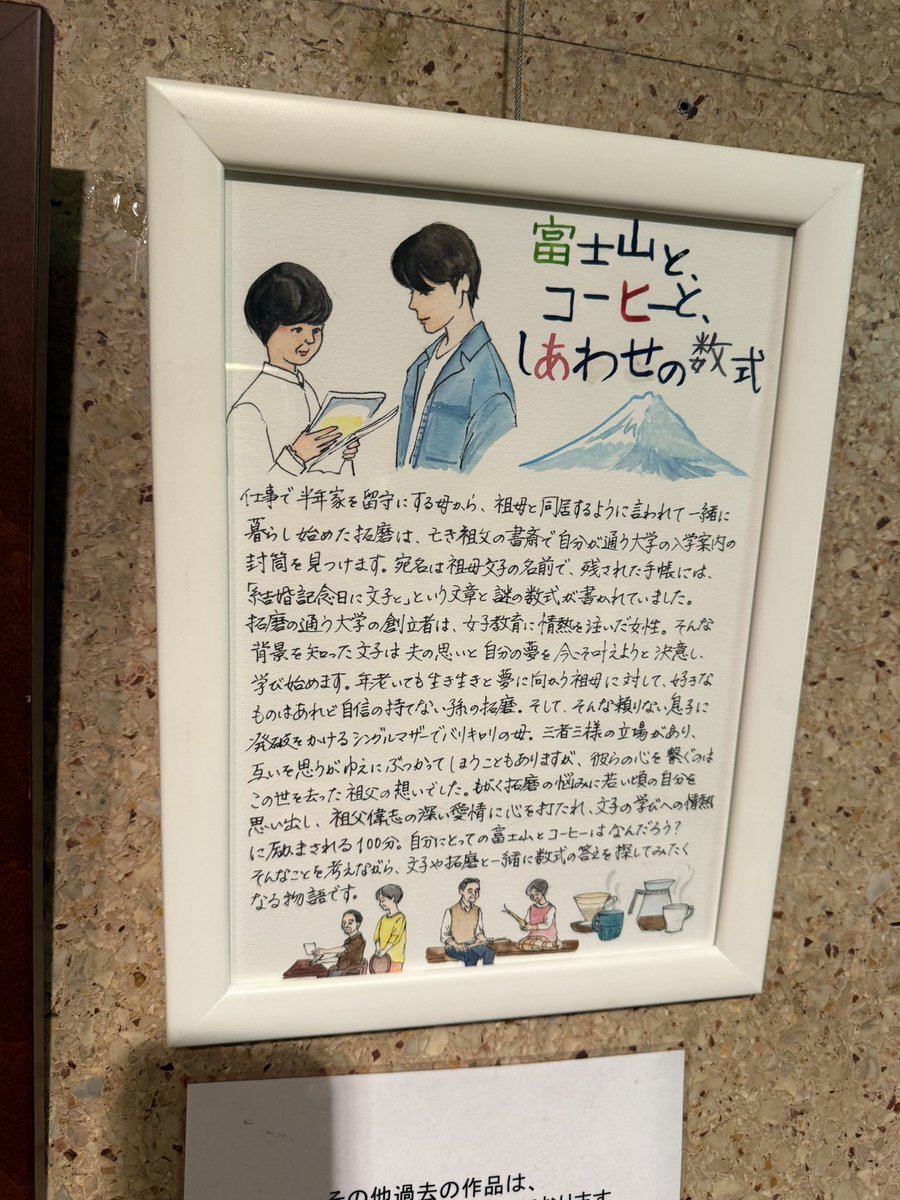 富士山と、
コーヒーと、
しあわせの数式
仕事で半年家を留守にする母から、祖母と同居するように言われて一緒に
暮らし始めた拓磨は、亡き祖父の書斎で自分が通う大学の入学案内の
封筒を見つけます。宛名は祖母文子の名前で、残された手帳には、
「結婚記念日に文子と」という文章と謎の数式が書かれていました。
拓磨の通う大学の創立者は、女子教育に情熱を注いだ女性。そんな
背景を知った文子は夫の思いと自分の夢を今こそ叶えようと決意し、
学び始めます。年老いても生き生きと夢に向かう祖母に対して、好きな
ものはあれど自信の持てない孫の拓磨。そして、そんな頼りない息子に
発破をかけるシングルマザーでバリキャリの母。三者三様の立場があり、
互いを思うがゆえにぶつかってしまうこともありますが、彼らの心を繋ぐのは
この世を去った祖父の想いでした。もがく拓磨の悩みに若い頃の自分を
思い出し、祖父偉志の深い愛情に心を打たれ、文子の学びへの情熱
に励まされる100分。自分にとっての富士山とコーヒーはなんだろう？
そんなことを考えながら、文子や拓磨と一緒に数式の答えを探してみたく
なる物語です。
その他過去の作品は、